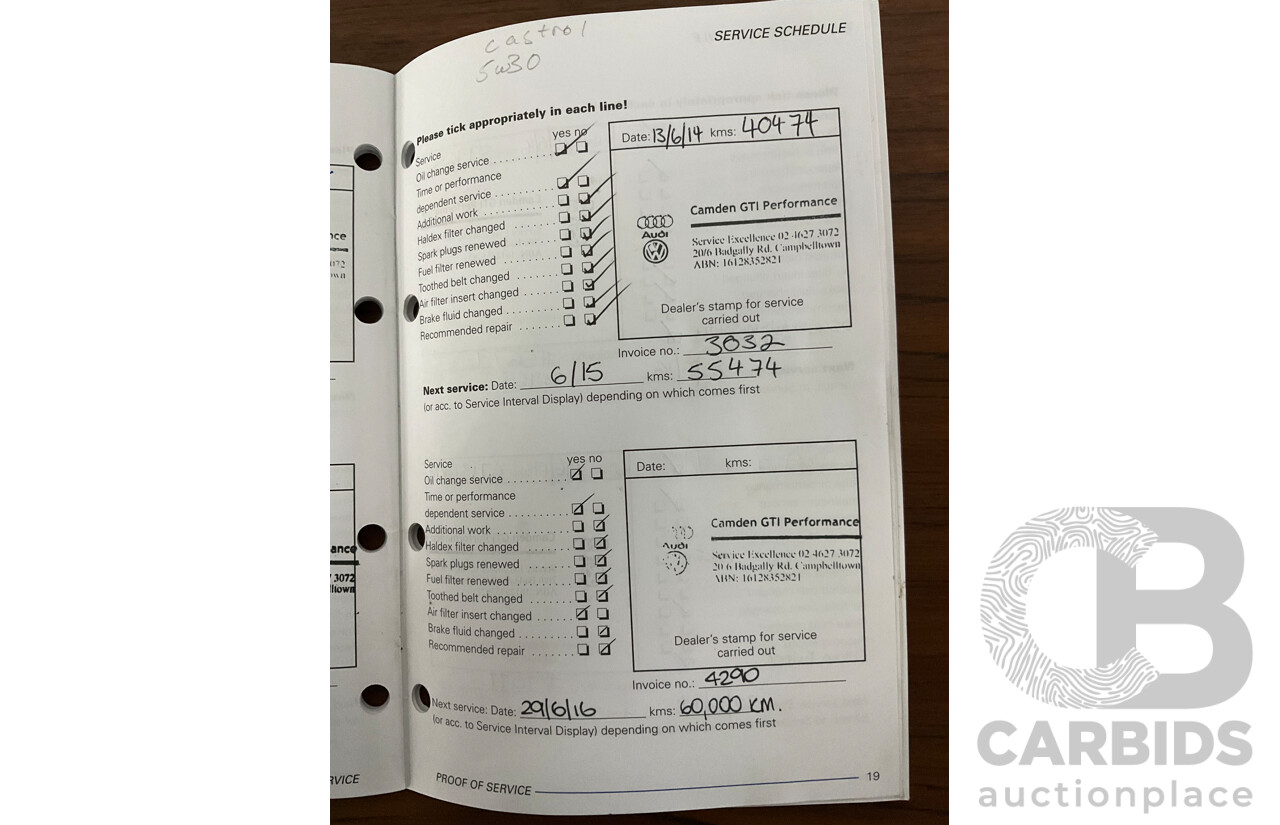 castrol
5w30
SERVICE SCHEDULE
Please tick appropriately in each line!
yes no
Service
Oil change service
Time or performance
dependent service
Additional work
Haldex filter changed
Spark plugs renewed
Fuel filter renewed
Toothed belt changed
Air filter insert changed
Brake fluid changed
Recommended repair
Date: 13/6/14 kms: 40474
Camden GTI Performance
Audi
Service Excellence 02 4627 3072
20/6 Badgally Rd. Campbelltown
ABN: 16128352821
Dealer's stamp for service
carried out
Invoice no.: 3032
Next service: Date: 6/15 kms: 55474
(or acc. to Service Interval Display) depending on which comes first
yes no
Service
Oil change service
Time or performance
dependent service
Additional work
Haldex filter changed
Spark plugs renewed
Fuel filter renewed
Toothed belt changed
Air filter insert changed
Brake fluid changed
Recommended repair
Date: kms:
Camden GTI Performance
Audi
Service Excellence 02 4627 3072
20 6 Badgally Rd. Campbelltown
ABN: 16128352821
Dealer's stamp for service
carried out
Invoice no.: 4290
Next service: Date: 29/6/16 kms: 60,000 KM.
(or acc. to Service Interval Display) depending on which comes first
PROOF OF SERVICE 19
CARBIDS
auctionplace